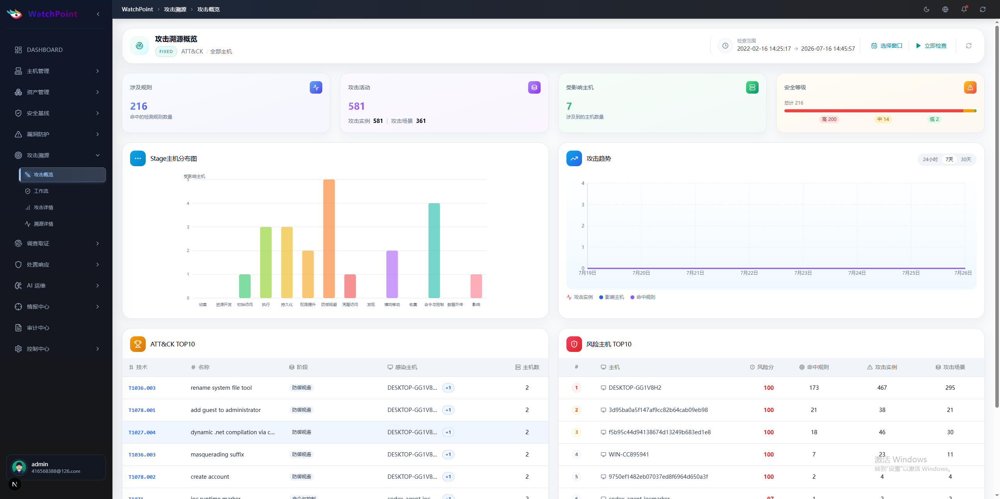 WatchPoint
WatchPoint > 攻击溯源 > 攻击概览
DASHBOARD
主机管理
资产管理
安全基线
漏洞防护
攻击溯源
攻击概览
工作流
攻击详情
溯源详情
调查取证
处置响应
AI 运维
情报中心
审计中心
控制中心
admin
416568388@126.com
N
攻击溯源概览
FIXED ATT&CK / 全部主机
检查范围
2022-02-16 14:25:17 → 2026-07-16 14:45:57
选择窗口
立即检查
涉及规则
216
命中的检测规则数量
攻击活动
581
攻击实例 581 | 攻击场景 361
受影响主机
7
涉及到的主机数量
安全等级
总计 216
高 200 中 14 低 2
Stage主机分布图
受影响主机
5
4
3
2
1
0
侦察 资源开发 初始访问 执行 持久化 权限提升 防御规避 凭据访问 发现 横向移动 收集 命令与控制 数据外传 影响
攻击趋势
24小时 7天 30天
4
3
2
1
0
7月19日 7月20日 7月21日 7月22日 7月23日 7月24日 7月25日 7月26日
攻击实例 影响主机 命中规则
ATT&CK TOP10
技术 # 名称 阶段 感染主机 主机数
T1036.003 rename system file tool 防御规避 DESKTOP-GG1V8... +1 2
T1078.001 add guest to administrator 防御规避 DESKTOP-GG1V8... +1 2
T1027.004 dynamic .net compilation via c... 防御规避 DESKTOP-GG1V8... +1 2
T1036.003 masquerading suffix 防御规避 DESKTOP-GG1V8... +1 2
T1078.002 create account 防御规避 DESKTOP-GG1V8... +1 2
T1071 ioc runtime marker 命令与控制 codex-agent-ioc... +1 2
风险主机 TOP10
# 主机 风险分 命中规则 攻击实例 攻击场景
1 DESKTOP-GG1V8H2 100 173 467 295
2 3d95ba0a5f147af9cc82b64cab09eb98 100 21 38 21
3 f5b95c44d94138674d13249b683ed1e8 100 18 46 30
4 WIN-CC895941 100 7 23 11
5 9750ef1482eb07037ed8f6964d650a3f 100 2 4 4
6 codex-agent-iocmarker 97 1 2 2
激活 Windows
转到"设置"以激活 Windows。